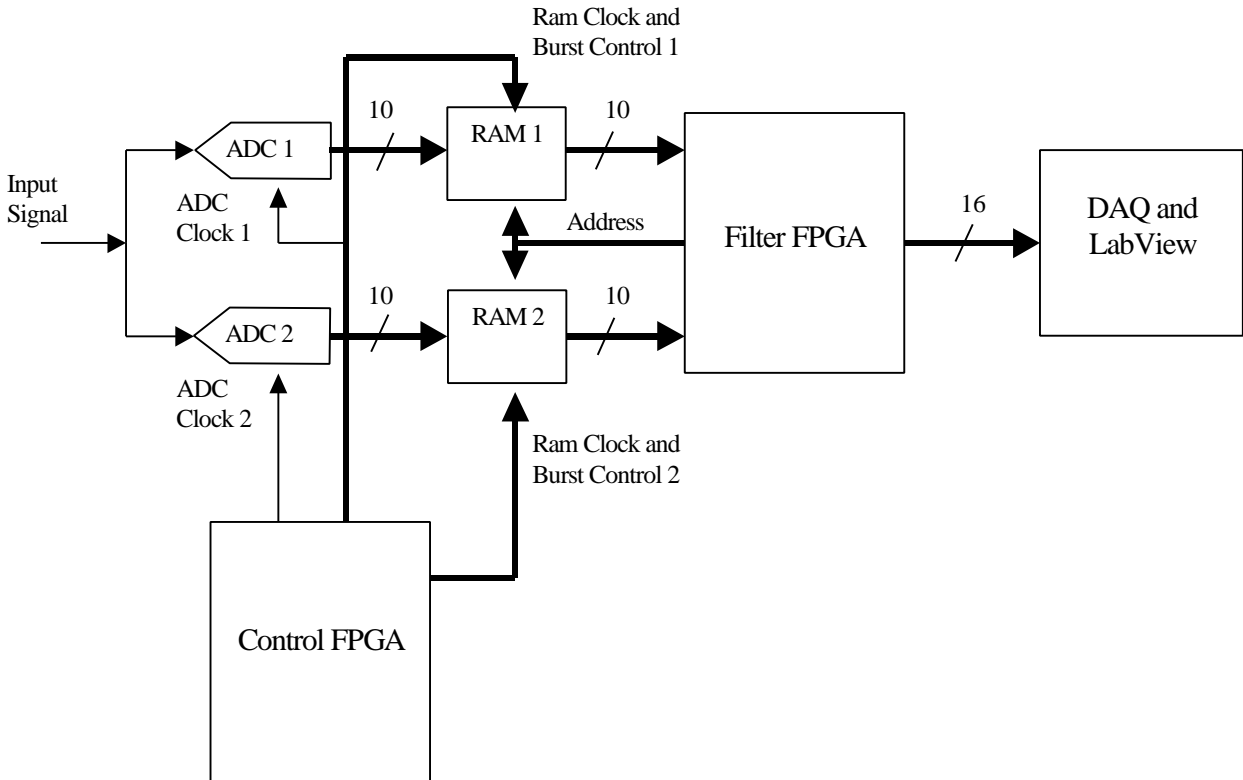 Ram Clock and
Burst Control 1
10
10
RAM 1
ADC 1
Input
Signal
ADC
Clock 1
Address
Filter FPGA
16
DAQ and
LabView
10
10
RAM 2
ADC 2
ADC
Clock 2
Ram Clock and
Burst Control 2
Control FPGA